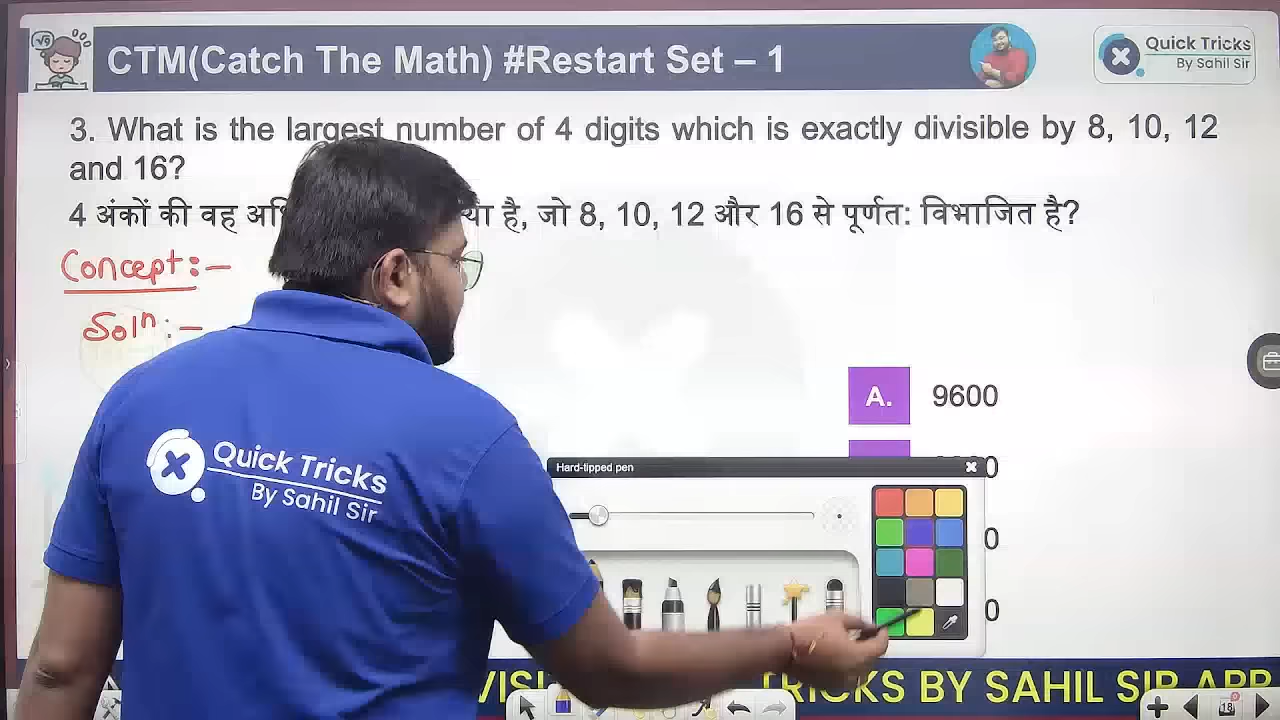 CTM(Catch The Math) #Restart Set – 1
Quick Tricks
By Sahil Sir
3. What is the largest number of 4 digits which is exactly divisible by 8, 10, 12
and 16?
4 अंकों की वह है, जो 8, 10, 12 और 16 से पूर्णत: विभाजित है?
Concept:–
Solⁿ:–
A. 9600
Hard-tipped pen
Quick Tricks
By Sahil Sir
TRICKS BY SAHIL SIR APP
18